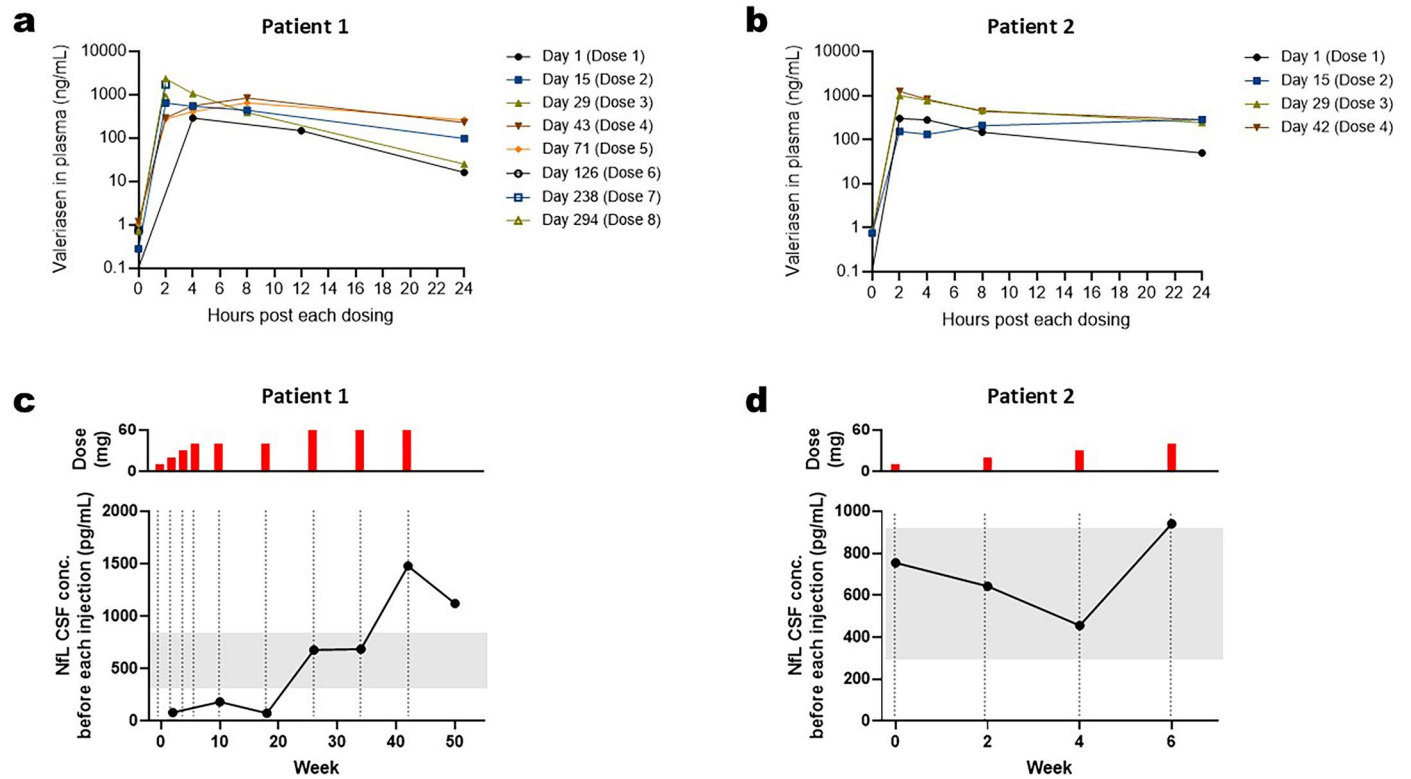 a
Patient 1
Valeriasen in plasma (ng/mL)
10000
1000
100
10
1
0.1
0 2 4 6 8 10 12 14 16 18 20 22 24
Hours post each dosing
Day 1 (Dose 1)
Day 15 (Dose 2)
Day 29 (Dose 3)
Day 43 (Dose 4)
Day 71 (Dose 5)
Day 126 (Dose 6)
Day 238 (Dose 7)
Day 294 (Dose 8)
b
Patient 2
Valeriasen in plasma (ng/mL)
10000
1000
100
10
1
0.1
0 2 4 6 8 10 12 14 16 18 20 22 24
Hours post each dosing
Day 1 (Dose 1)
Day 15 (Dose 2)
Day 29 (Dose 3)
Day 42 (Dose 4)
c
Patient 1
Dose
(mg)
60
0
NfL CSF conc.
before each injection (pg/mL)
2000
1500
1000
500
0
0 10 20 30 40 50
Week
d
Patient 2
Dose
(mg)
60
0
NfL CSF conc.
before each injection (pg/mL)
1000
800
600
400
200
0
0 2 4 6
Week